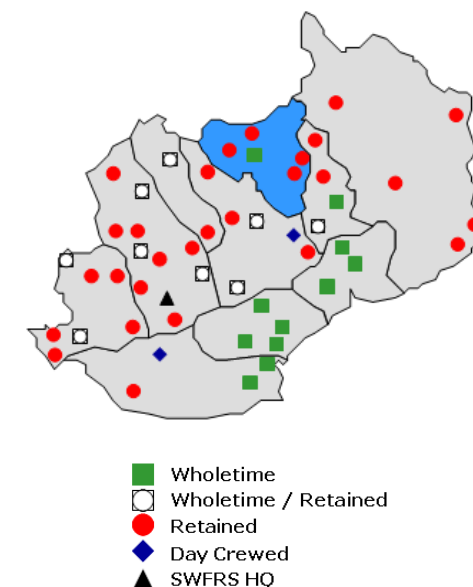 Wholetime
Wholetime / Retained
Retained
Day Crewed
SWFRS HQ